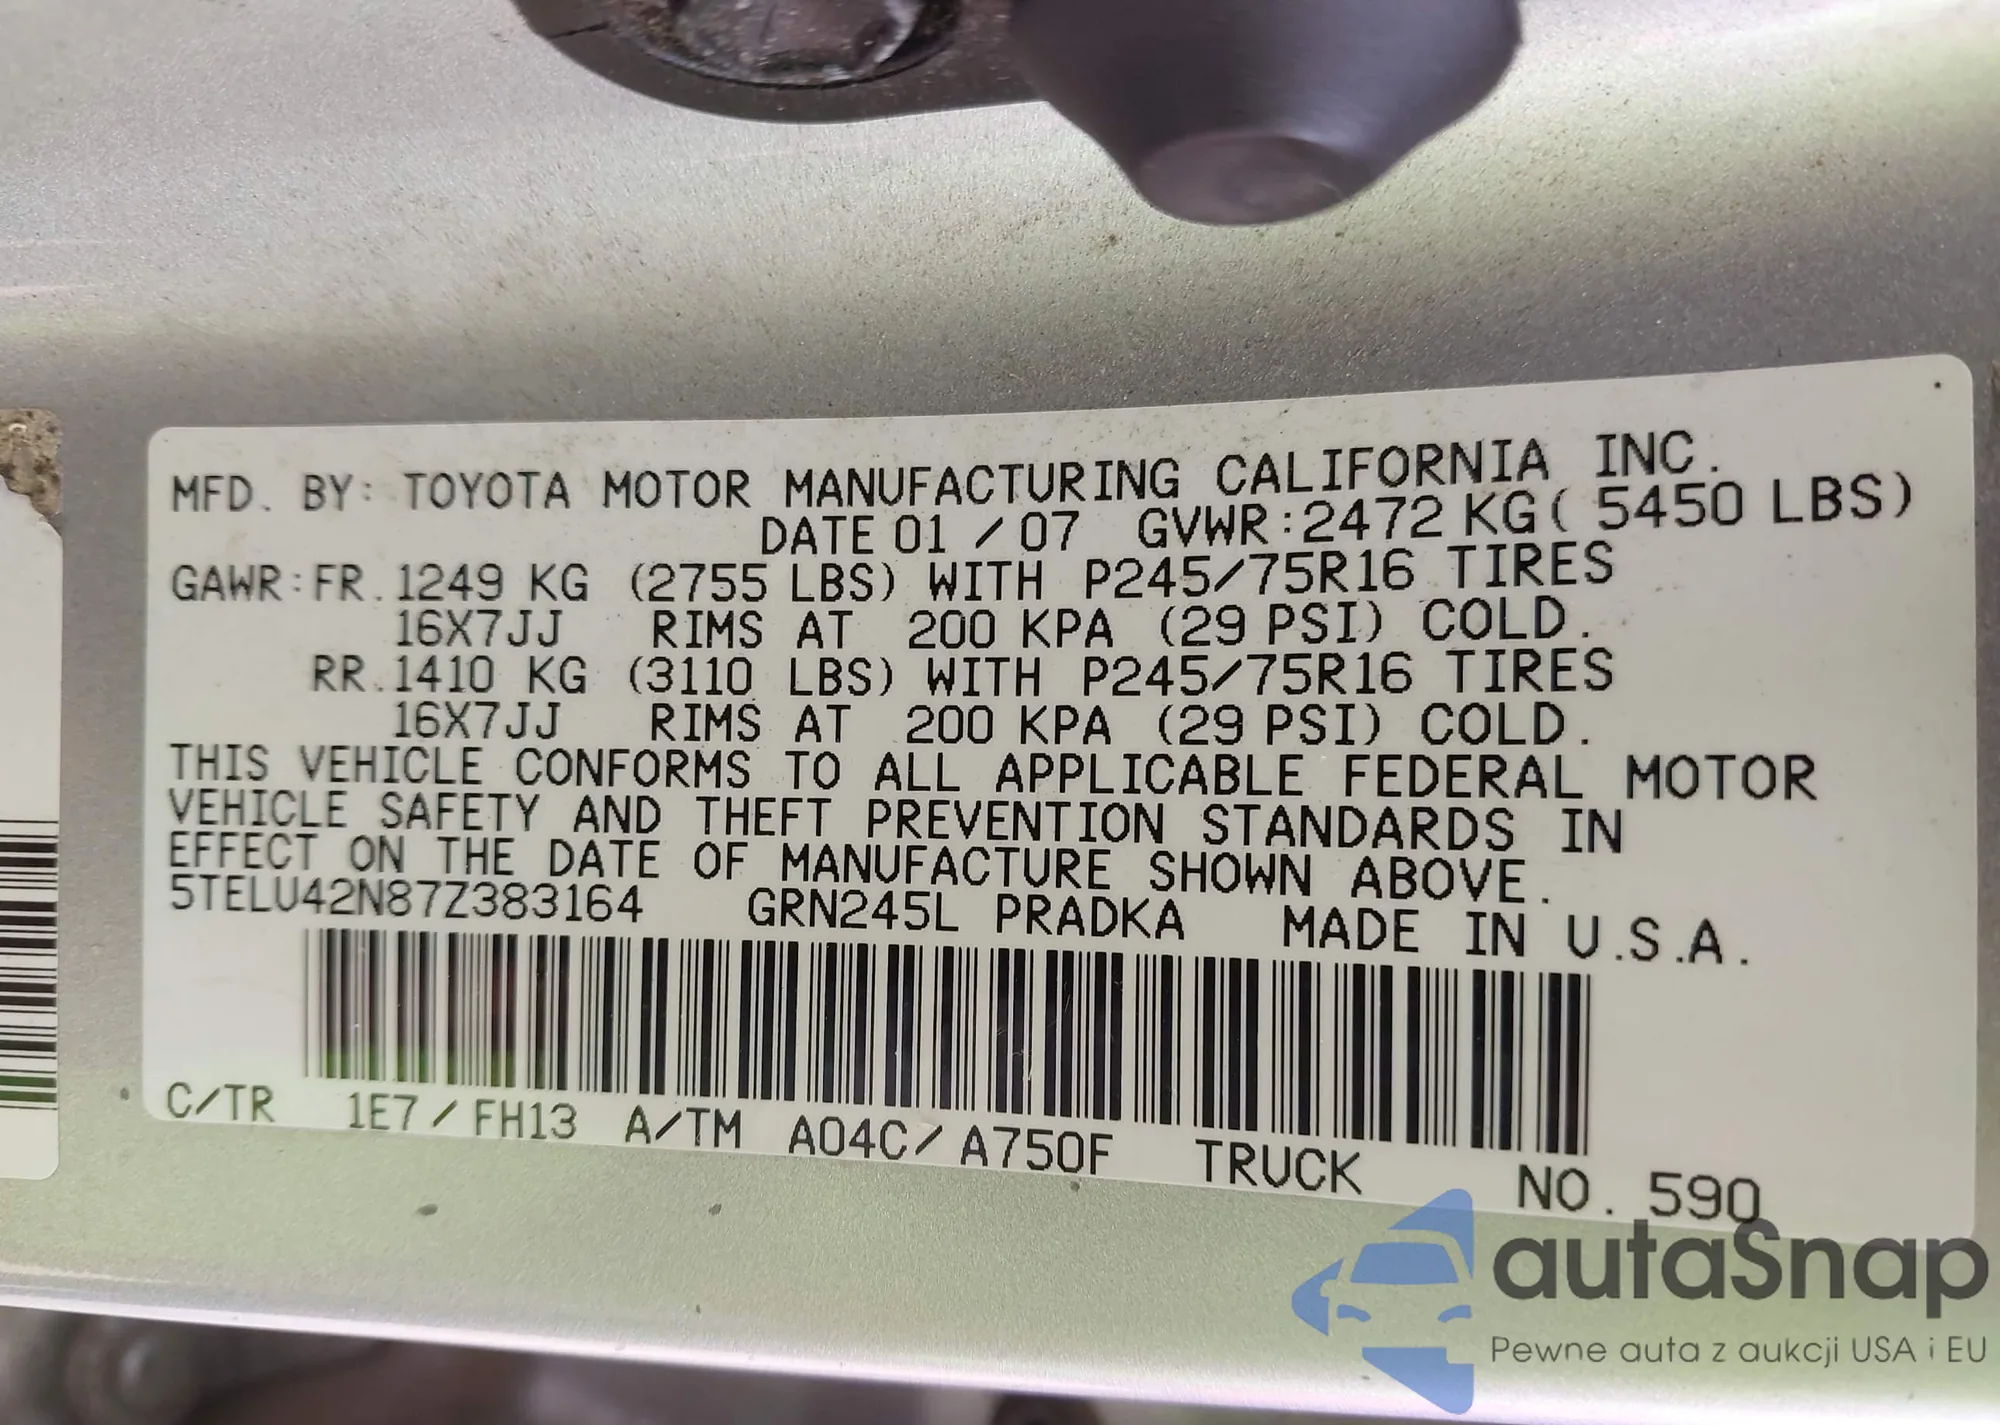 MFD. BY: TOYOTA MOTOR MANUFACTURING CALIFORNIA INC.
DATE 01 / 07 GVWR:2472 KG( 5450 LBS)
GAWR:FR.1249 KG (2755 LBS) WITH P245/75R16 TIRES
16X7JJ RIMS AT 200 KPA (29 PSI) COLD.
RR.1410 KG (3110 LBS) WITH P245/75R16 TIRES
16X7JJ RIMS AT 200 KPA (29 PSI) COLD.
THIS VEHICLE CONFORMS TO ALL APPLICABLE FEDERAL MOTOR
VEHICLE SAFETY AND THEFT PREVENTION STANDARDS IN
EFFECT ON THE DATE OF MANUFACTURE SHOWN ABOVE.
5TELU42N87Z383164 GRN245L PRADKA MADE IN U.S.A.
C/TR 1E7/FH13 A/TM A04C/A750F TRUCK NO. 590
autaSnap
Pewne auta z aukcji USA i EU